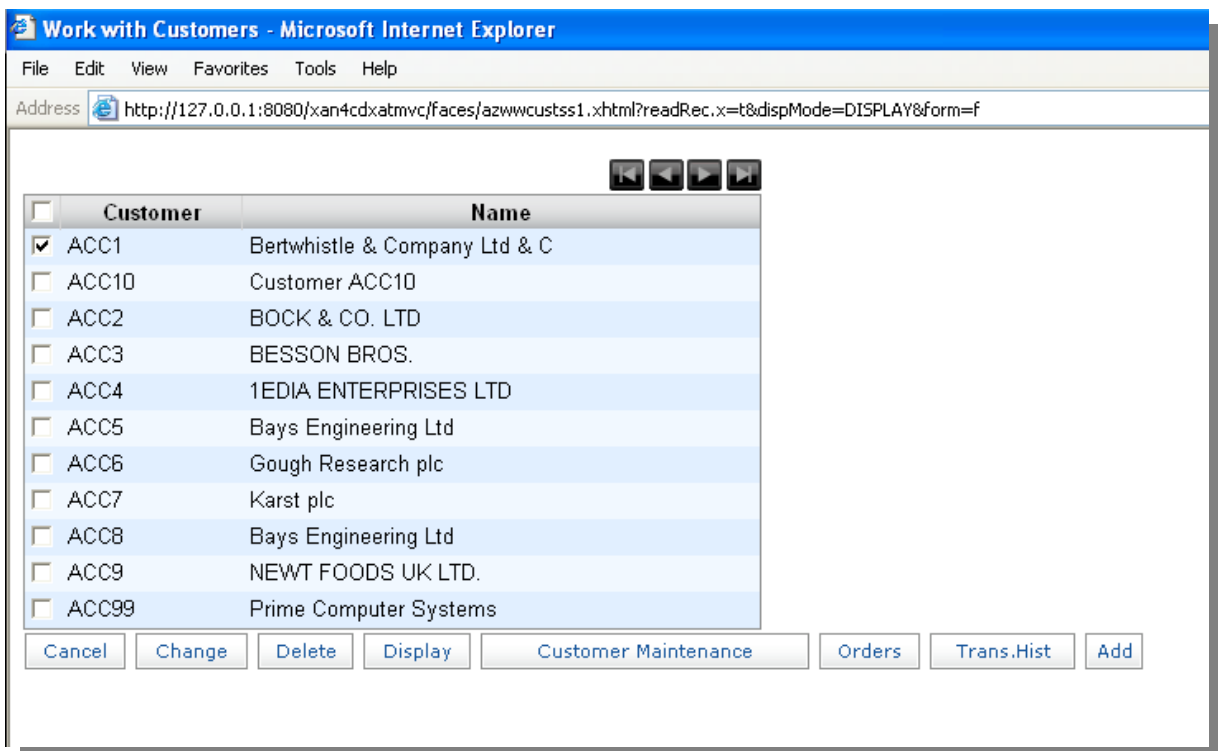 Work with Customers - Microsoft Internet Explorer
File Edit View Favorites Tools Help
Address http://127.0.0.1:8080/xan4cdxatmvc/faces/azwwcustss1.xhtml?readRec.x=t&dispMode=DISPLAY&form=f
Customer Name
ACC1 Bertwhistle & Company Ltd & C
ACC10 Customer ACC10
ACC2 BOCK & CO. LTD
ACC3 BESSON BROS.
ACC4 1EDIA ENTERPRISES LTD
ACC5 Bays Engineering Ltd
ACC6 Gough Research plc
ACC7 Karst plc
ACC8 Bays Engineering Ltd
ACC9 NEWT FOODS UK LTD.
ACC99 Prime Computer Systems
Cancel Change Delete Display Customer Maintenance Orders Trans.Hist Add